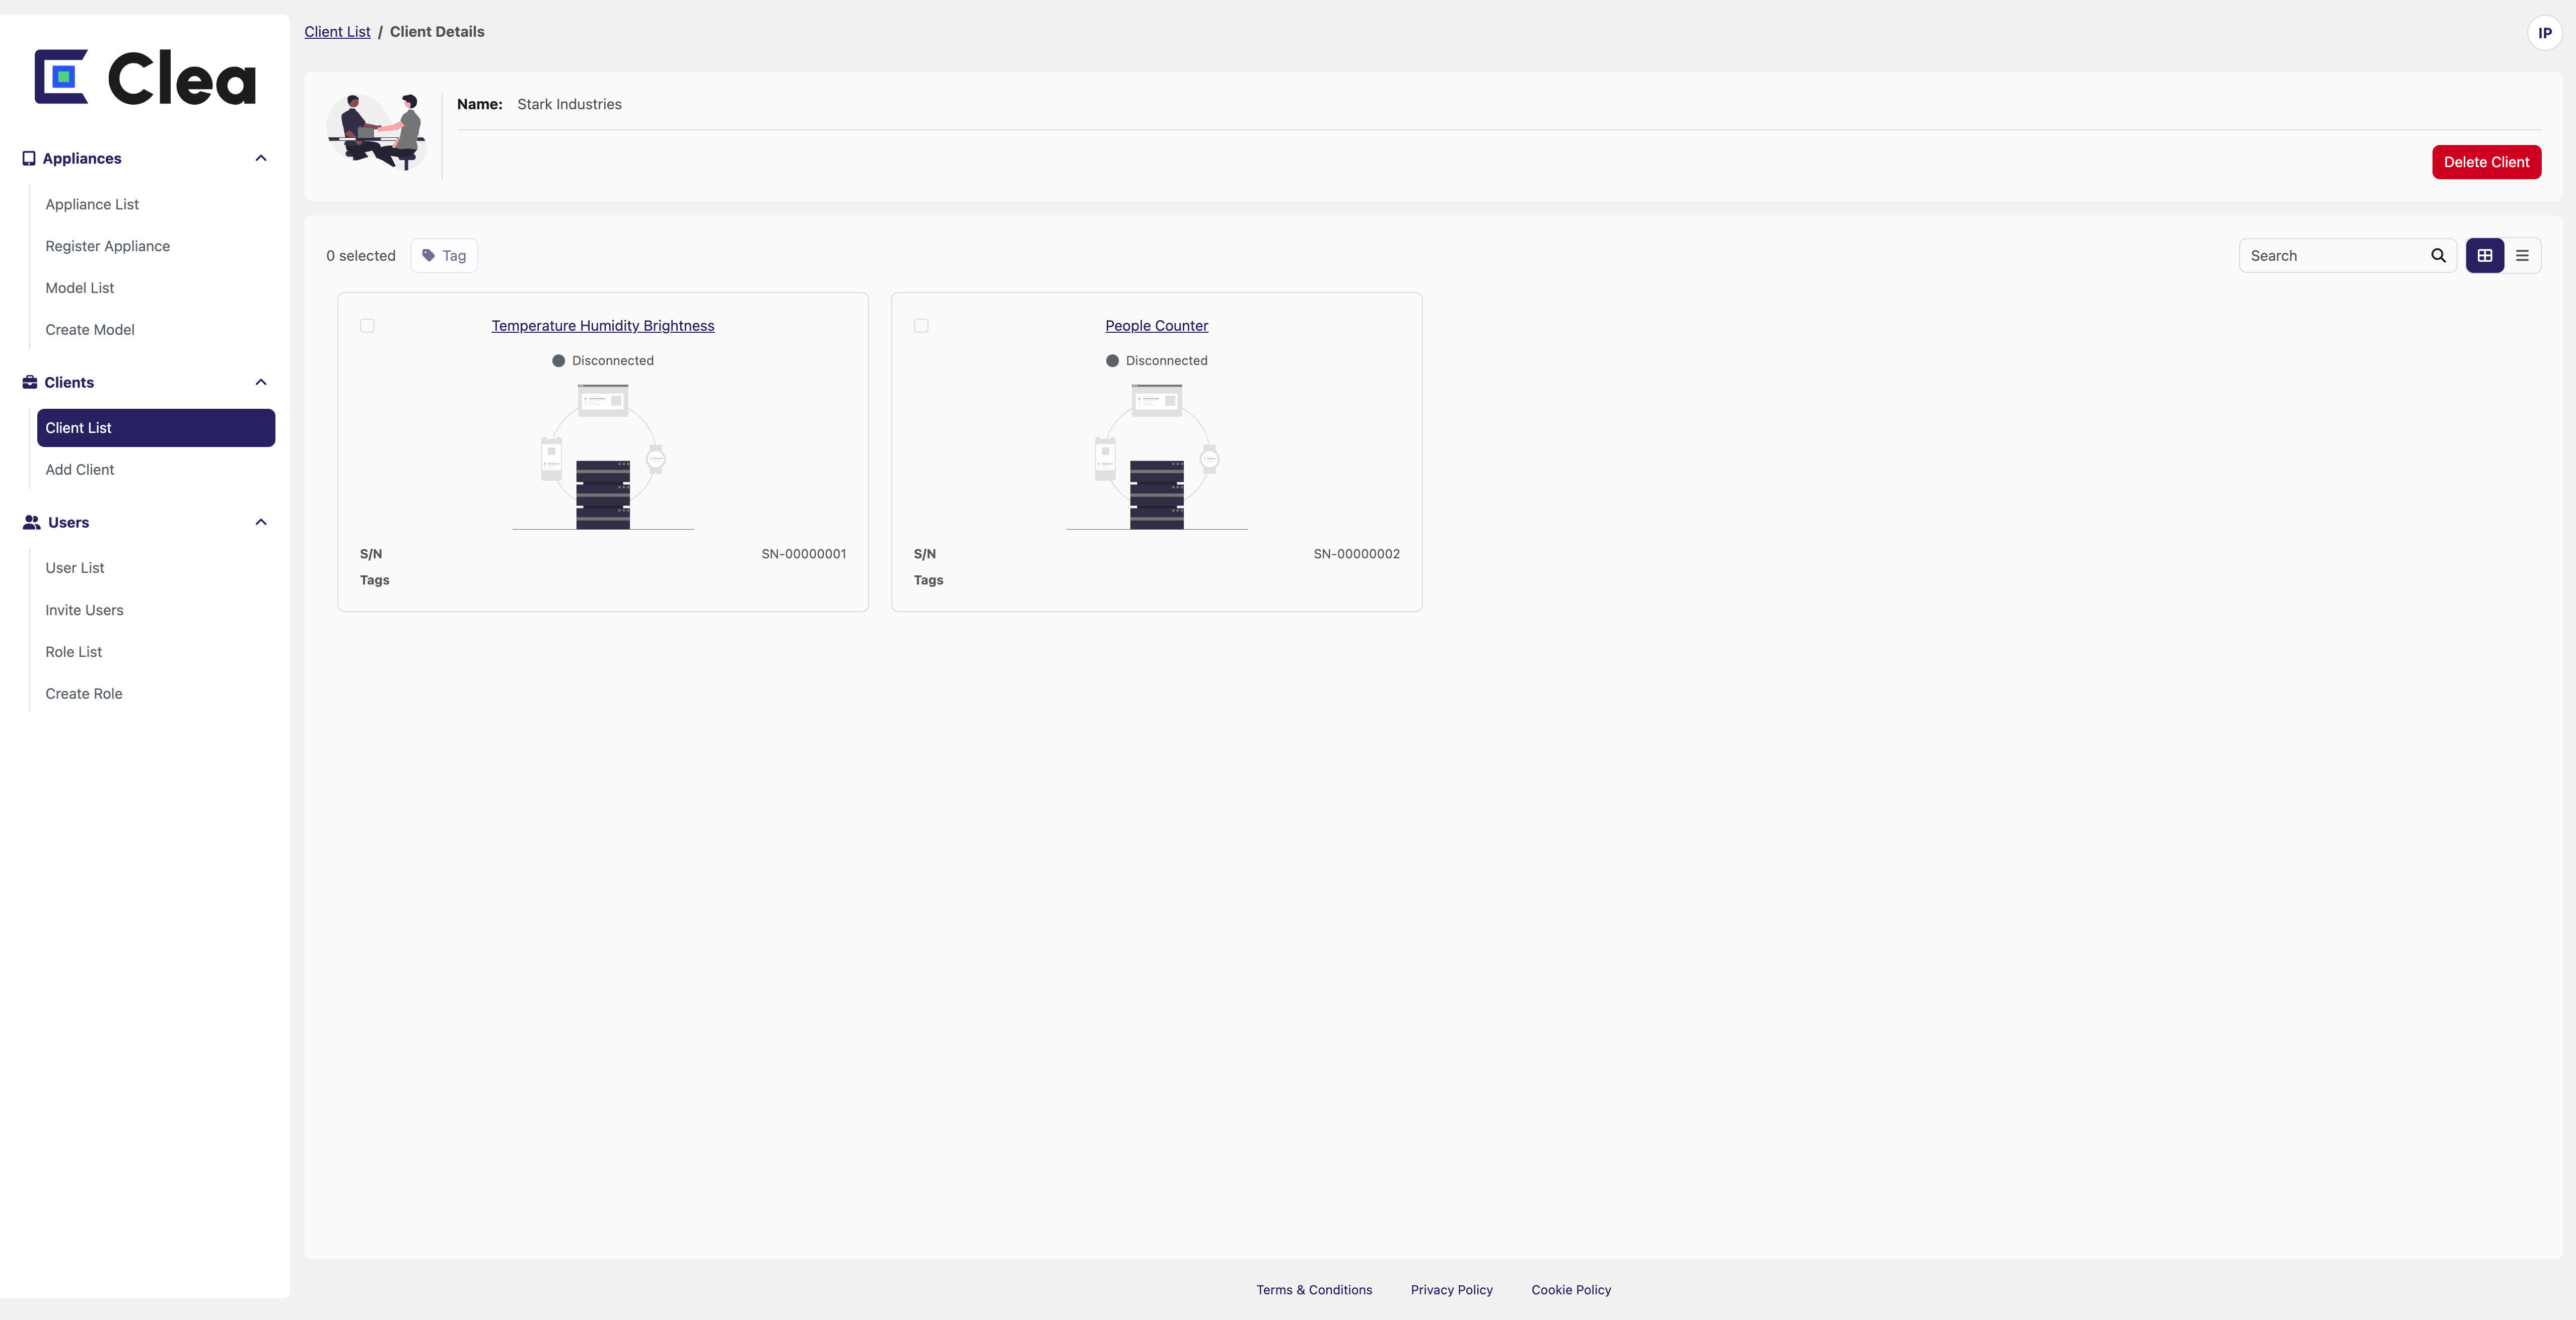 Clea
Appliances
Appliance List
Register Appliance
Model List
Create Model
Clients
Client List
Add Client
Users
User List
Invite Users
Role List
Create Role
Client List / Client Details
IP
Name: Stark Industries
Delete Client
0 selected Tag
Search
Temperature Humidity Brightness
Disconnected
S/N SN-00000001
Tags
People Counter
Disconnected
S/N SN-00000002
Tags
Terms & Conditions Privacy Policy Cookie Policy